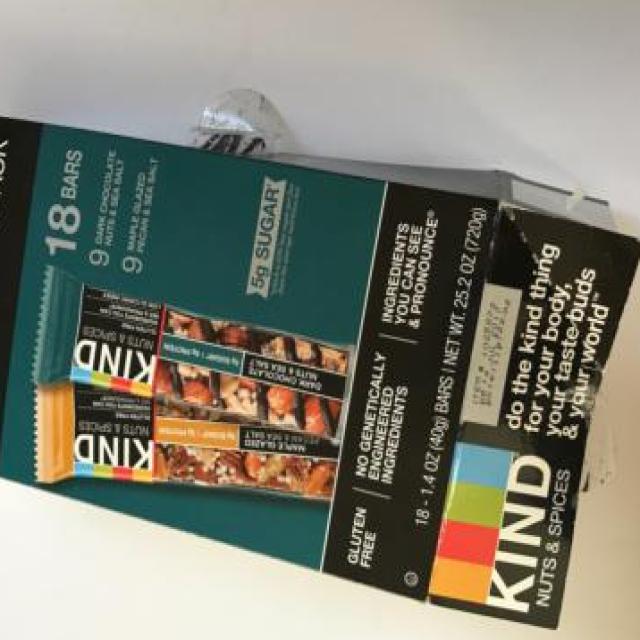 18 BARS
9 DARK CHOCOLATE
NUTS & SEA SALT
9 MAPLE GLAZED
PECAN & SEA SALT
5g SUGAR
KIND
NUTS & SPICES
DARK CHOCOLATE
NUTS & SEA SALT
KIND
NUTS & SPICES
MAPLE GLAZED
PECAN & SEA SALT
GLUTEN
FREE
NO GENETICALLY
ENGINEERED
INGREDIENTS
INGREDIENTS
YOU CAN SEE
& PRONOUNCE®
18 - 1.4 OZ (40g) BARS | NET WT. 25.2 OZ (720g)
KIND
NUTS & SPICES
do the kind thing
for your body,
your taste buds
& your world™